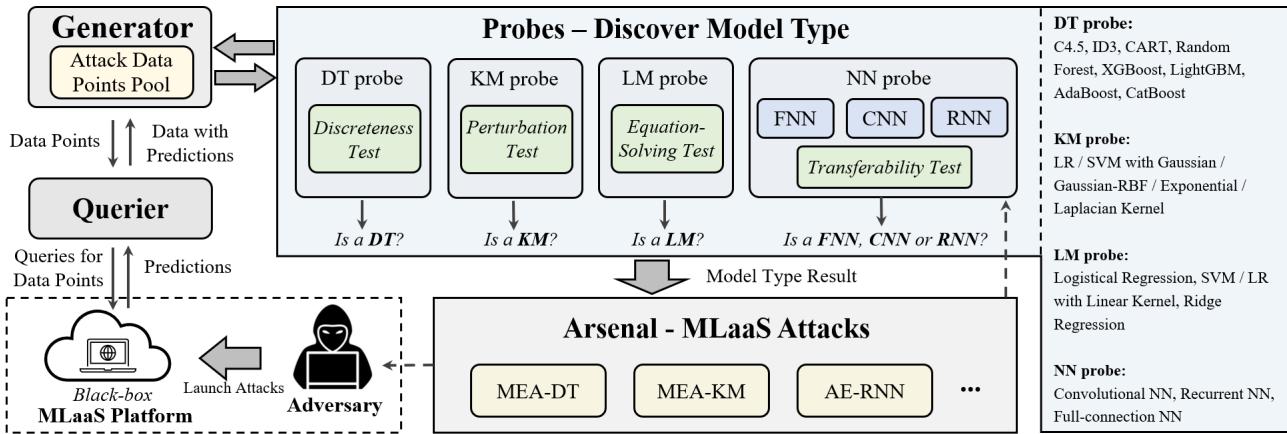 Generator
Attack Data
Points Pool
Data Points
Data with
Predictions
Querier
Queries for
Data Points
Predictions
Black-box
MLaaS Platform
Launch Attacks
Adversary
Probes – Discover Model Type
DT probe
Discreteness
Test
Is a DT?
KM probe
Perturbation
Test
Is a KM?
LM probe
Equation-
Solving Test
Is a LM?
NN probe
FNN
CNN
RNN
Transferability Test
Is a FNN, CNN or RNN?
Model Type Result
Arsenal - MLaaS Attacks
MEA-DT
MEA-KM
AE-RNN
...
DT probe:
C4.5, ID3, CART, Random
Forest, XGBoost, LightGBM,
AdaBoost, CatBoost
KM probe:
LR / SVM with Gaussian /
Gaussian-RBF / Exponential /
Laplacian Kernel
LM probe:
Logistical Regression, SVM / LR
with Linear Kernel, Ridge
Regression
NN probe:
Convolutional NN, Recurrent NN,
Full-connection NN